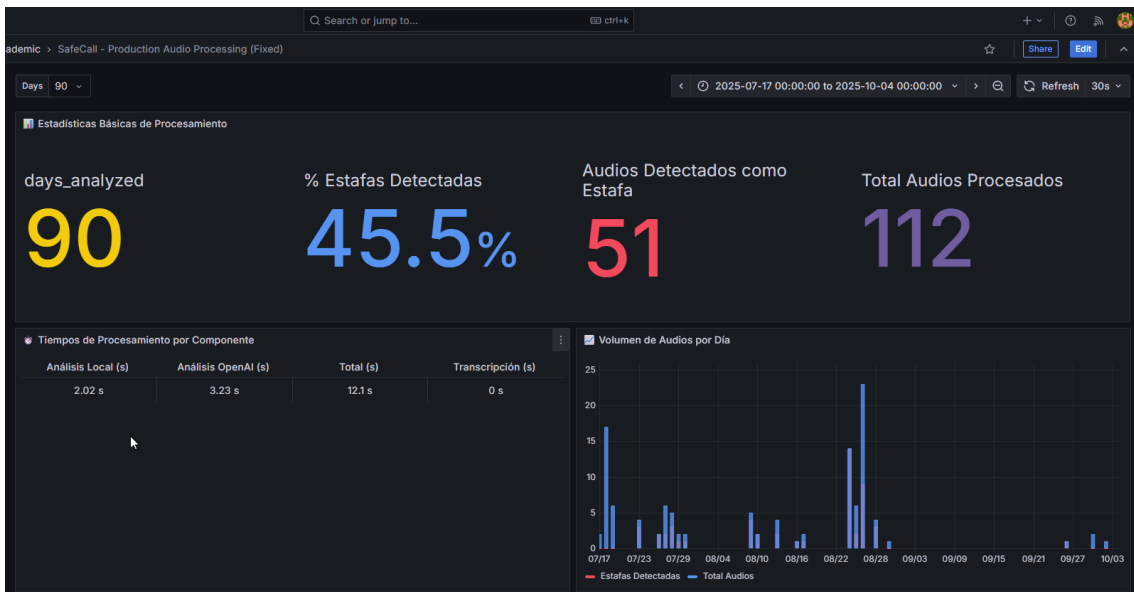 Search or jump to...
ctrl+k
ademic › SafeCall - Production Audio Processing (Fixed)
Share
Edit
Days
90
2025-07-17 00:00:00 to 2025-10-04 00:00:00
Refresh
30s
Estadísticas Básicas de Procesamiento
days_analyzed
90
% Estafas Detectadas
45.5%
Audios Detectados como
Estafa
51
Total Audios Procesados
112
Tiempos de Procesamiento por Componente
Análisis Local (s)
Análisis OpenAI (s)
Total (s)
Transcripción (s)
2.02 s
3.23 s
12.1 s
0 s
Volumen de Audios por Día
25
20
15
10
5
0
07/17
07/23
07/29
08/04
08/10
08/16
08/22
08/28
09/03
09/09
09/15
09/21
09/27
10/03
Estafas Detectadas
Total Audios